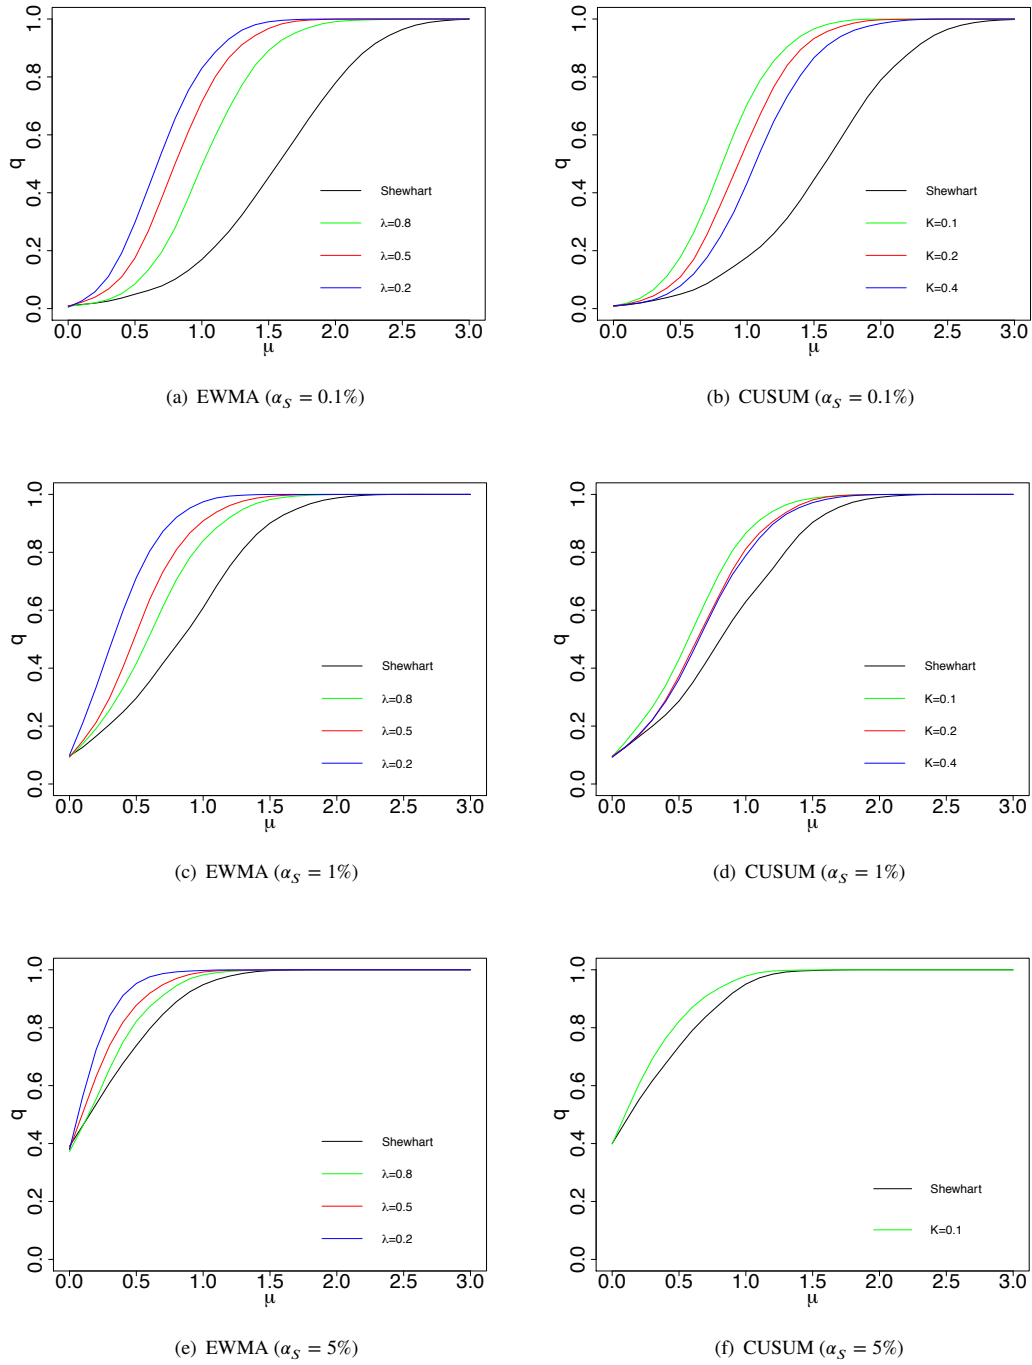 0.0 0.2 0.4 0.6 0.8 1.0
q
Shewhart
λ=0.8
λ=0.5
λ=0.2
0.0 0.5 1.0 1.5 2.0 2.5 3.0
μ
(a) EWMA (α_S = 0.1%)
0.0 0.2 0.4 0.6 0.8 1.0
q
Shewhart
K=0.1
K=0.2
K=0.4
0.0 0.5 1.0 1.5 2.0 2.5 3.0
μ
(b) CUSUM (α_S = 0.1%)
0.0 0.2 0.4 0.6 0.8 1.0
q
Shewhart
λ=0.8
λ=0.5
λ=0.2
0.0 0.5 1.0 1.5 2.0 2.5 3.0
μ
(c) EWMA (α_S = 1%)
0.0 0.2 0.4 0.6 0.8 1.0
q
Shewhart
K=0.1
K=0.2
K=0.4
0.0 0.5 1.0 1.5 2.0 2.5 3.0
μ
(d) CUSUM (α_S = 1%)
0.0 0.2 0.4 0.6 0.8 1.0
q
Shewhart
λ=0.8
λ=0.5
λ=0.2
0.0 0.5 1.0 1.5 2.0 2.5 3.0
μ
(e) EWMA (α_S = 5%)
0.0 0.2 0.4 0.6 0.8 1.0
q
Shewhart
K=0.1
0.0 0.5 1.0 1.5 2.0 2.5 3.0
μ
(f) CUSUM (α_S = 5%)